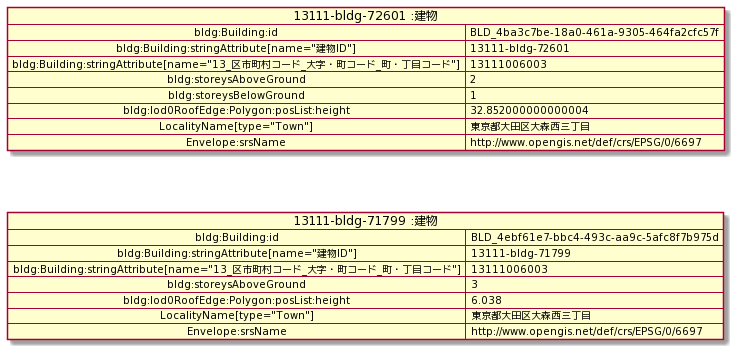 13111-bldg-72601 :建物
bldg:Building:id BLD_4ba3c7be-18a0-461a-9305-464fa2cfc57f
bldg:Building:stringAttribute[name="建物ID"] 13111-bldg-72601
bldg:Building:stringAttribute[name="13_区市町村コード_大字・町コード_町・丁目コード"] 13111006003
bldg:storeysAboveGround 2
bldg:storeysBelowGround 1
bldg:lod0RoofEdge:Polygon:posList:height 32.852000000000004
LocalityName[type="Town"] 東京都大田区大森西三丁目
Envelope:srsName http://www.opengis.net/def/crs/EPSG/0/6697
13111-bldg-71799 :建物
bldg:Building:id BLD_4ebf61e7-bbc4-493c-aa9c-5afc8f7b975d
bldg:Building:stringAttribute[name="建物ID"] 13111-bldg-71799
bldg:Building:stringAttribute[name="13_区市町村コード_大字・町コード_町・丁目コード"] 13111006003
bldg:storeysAboveGround 3
bldg:lod0RoofEdge:Polygon:posList:height 6.038
LocalityName[type="Town"] 東京都大田区大森西三丁目
Envelope:srsName http://www.opengis.net/def/crs/EPSG/0/6697